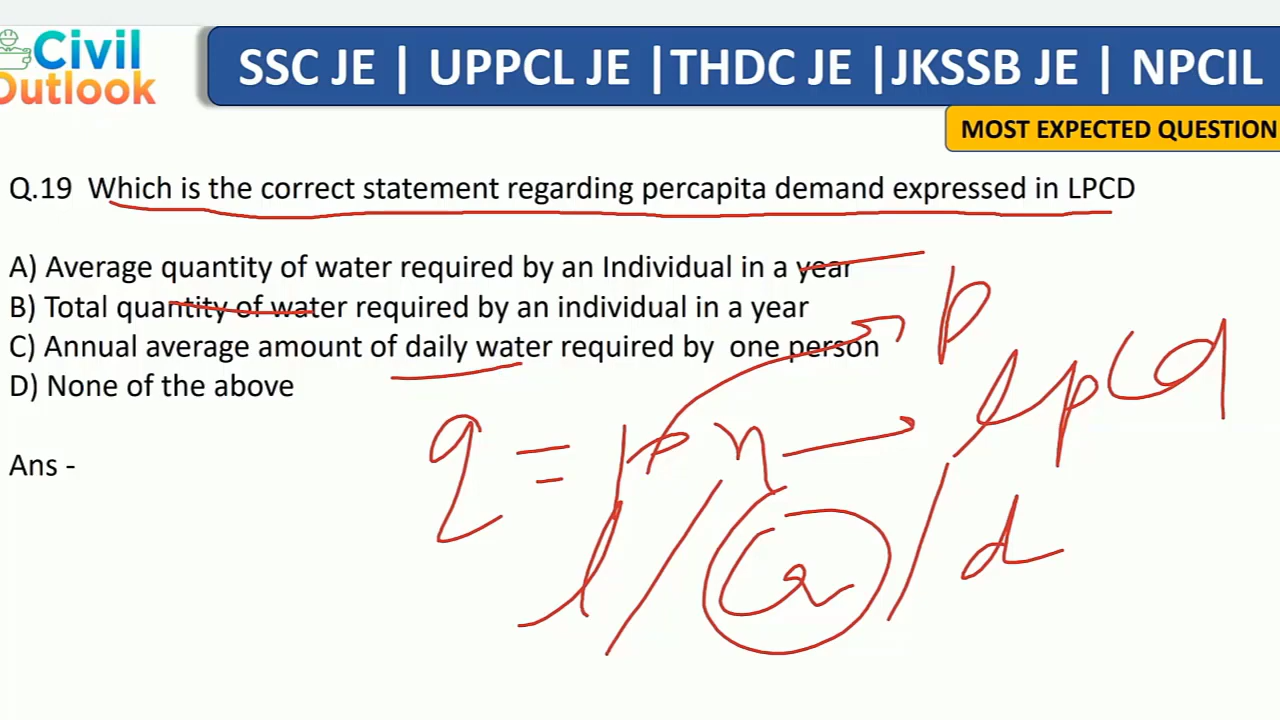 Civil
Outlook
SSC JE | UPPCL JE |THDC JE |JKSSB JE | NPCIL
MOST EXPECTED QUESTION
Q.19 Which is the correct statement regarding percapita demand expressed in LPCD
A) Average quantity of water required by an Individual in a year
B) Total quantity of water required by an individual in a year
C) Annual average amount of daily water required by one person
D) None of the above
p
lpcd
q =
Ans -
l / / d